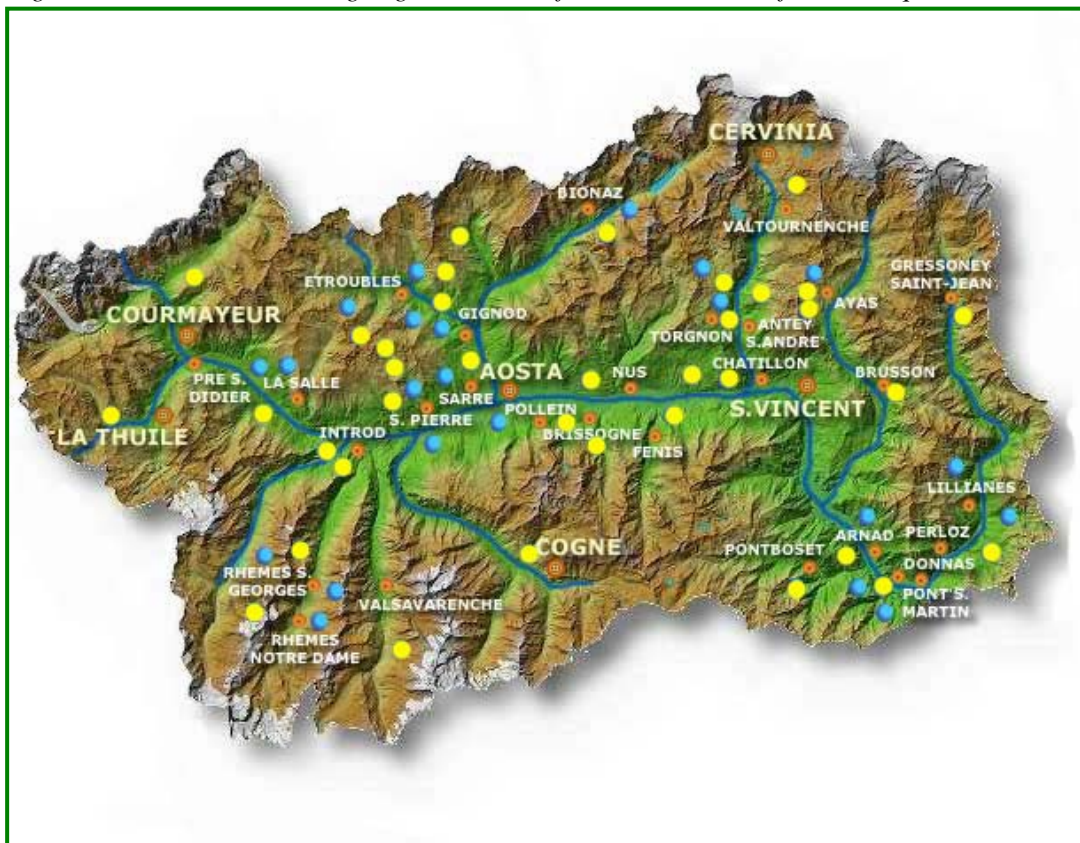 CERVINIA
BIONAZ
VALTOURNENCHE
ETROUBLES
GRESSONEY
SAINT-JEAN
COURMAYEUR
GIGNOD
AYAS
TORGNON
ANTEY
S.ANDRE
PRE S.
DIDIER
LA SALLE
AOSTA
NUS
CHATILLON
BRUSSON
SARRE
S. PIERRE
POLLEIN
S.VINCENT
LA THUILE
INTROD
BRISSOGNE
FENIS
LILLIANES
COGNE
PONTBOSET
ARNAD
PERLOZ
RHEMES S.
GEORGES
VALSAVARENCHE
DONNAS
PONT S.
MARTIN
RHEMES
NOTRE DAME